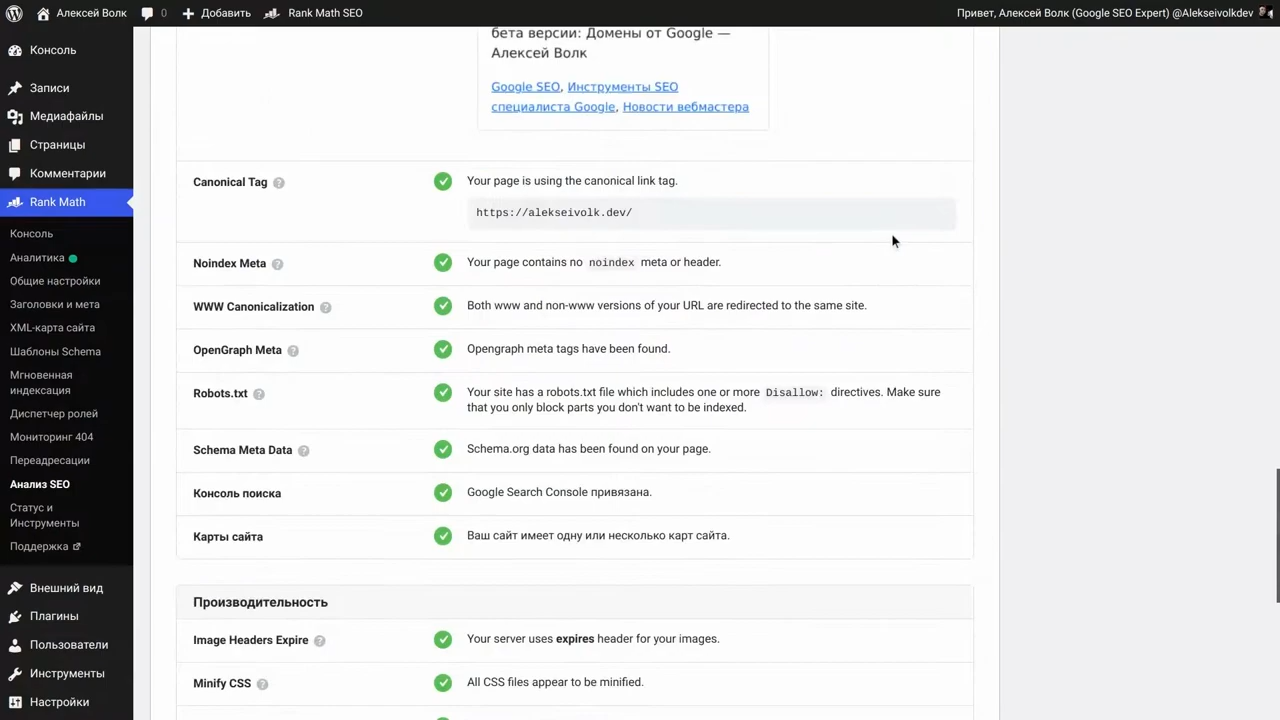 Алексей Волк
0
Добавить
Rank Math SEO
Привет, Алексей Волк (Google SEO Expert) @Alekseivolkdev
Консоль
Записи
Медиафайлы
Страницы
Комментарии
Rank Math
Консоль
Аналитика
Общие настройки
Заголовки и мета
XML-карта сайта
Шаблоны Schema
Мгновенная
индексация
Диспетчер ролей
Мониторинг 404
Переадресации
Анализ SEO
Статус и
Инструменты
Поддержка
Внешний вид
Плагины
Пользователи
Инструменты
Настройки
бета версии: Домены от Google —
Алексей Волк
Google SEO, Инструменты SEO
специалиста Google, Новости вебмастера
Canonical Tag ?
Your page is using the canonical link tag.
https://alekseivolk.dev/
Noindex Meta ?
Your page contains no noindex meta or header.
WWW Canonicalization ?
Both www and non-www versions of your URL are redirected to the same site.
OpenGraph Meta ?
Opengraph meta tags have been found.
Robots.txt ?
Your site has a robots.txt file which includes one or more Disallow: directives. Make sure
that you only block parts you don't want to be indexed.
Schema Meta Data ?
Schema.org data has been found on your page.
Консоль поиска
Google Search Console привязана.
Карты сайта
Ваш сайт имеет одну или несколько карт сайта.
Производительность
Image Headers Expire ?
Your server uses expires header for your images.
Minify CSS ?
All CSS files appear to be minified.